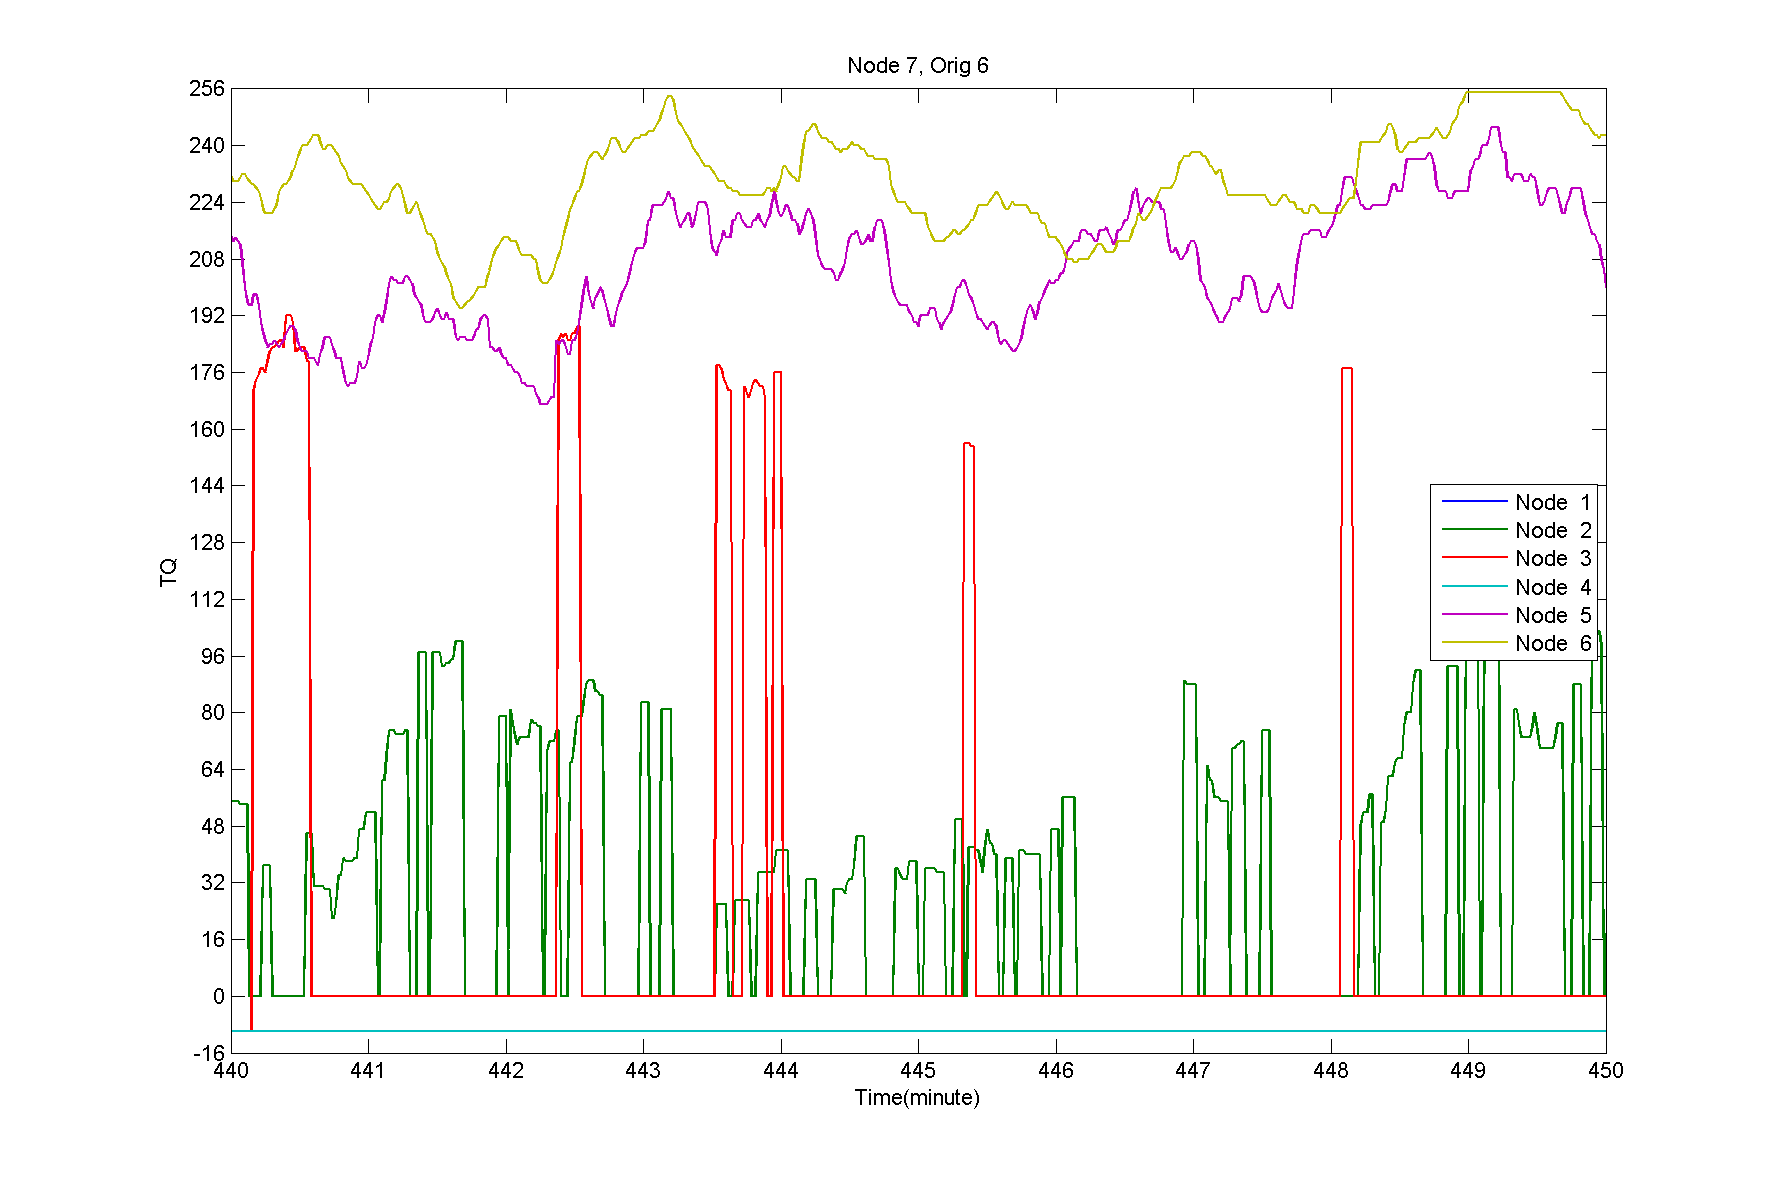 Node 7, Orig 6
256
240
224
208
192
176
160
144
128
112
96
80
64
48
32
16
0
-16
TQ
Node 1
Node 2
Node 3
Node 4
Node 5
Node 6
440 441 442 443 444 445 446 447 448 449 450
Time(minute)